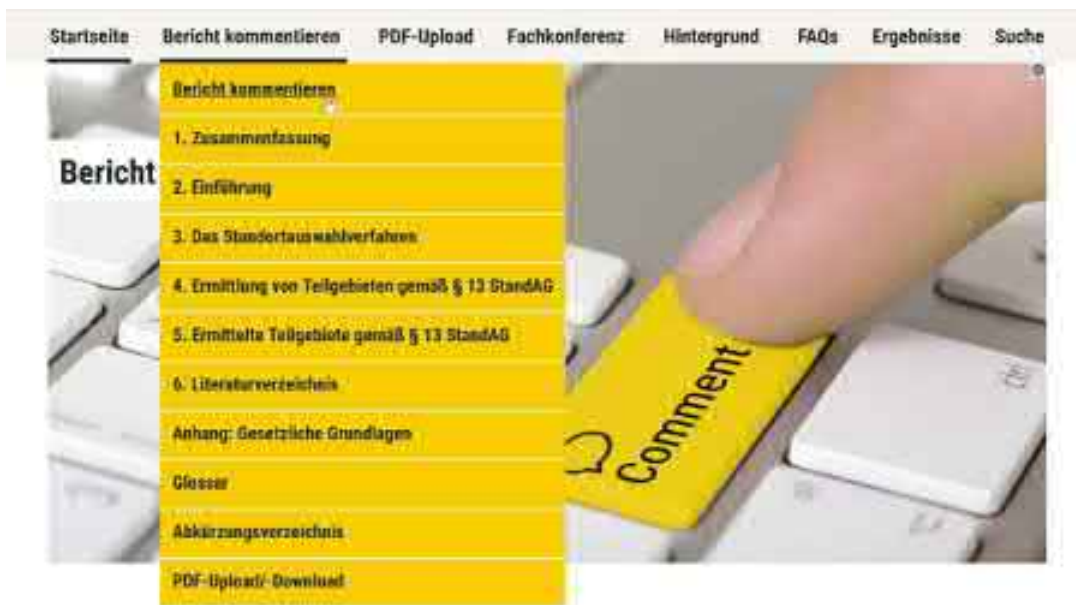 Startseite Bericht kommentieren PDF-Upload Fachkonferenz Hintergrund FAQs Ergebnisse Suche
Bericht kommentieren
1. Zusammenfassung
Bericht
2. Einführung
3. Das Standortauswahlverfahren
4. Ermittlung von Teilgebieten gemäß § 13 StandAG
5. Ermittelte Teilgebiete gemäß § 13 StandAG
6. Literaturverzeichnis
Anhang: Gesetzliche Grundlagen
Glossar
Abkürzungsverzeichnis
PDF-Upload/-Download
Comment
Ctrl